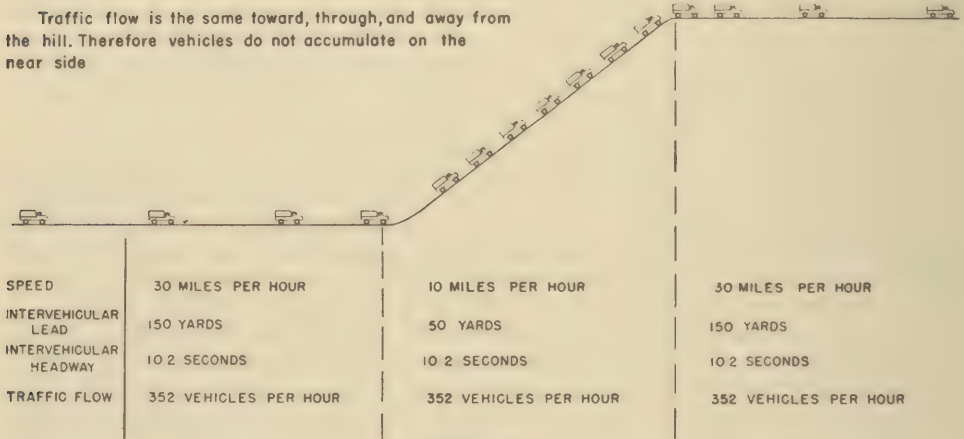 Traffic flow is the same toward, through, and away from
the hill. Therefore vehicles do not accumulate on the
near side
SPEED 30 MILES PER HOUR 10 MILES PER HOUR 30 MILES PER HOUR
INTERVEHICULAR
LEAD 150 YARDS 50 YARDS 150 YARDS
INTERVEHICULAR
HEADWAY 10 2 SECONDS 10 2 SECONDS 10 2 SECONDS
TRAFFIC FLOW 352 VEHICLES PER HOUR 352 VEHICLES PER HOUR 352 VEHICLES PER HOUR